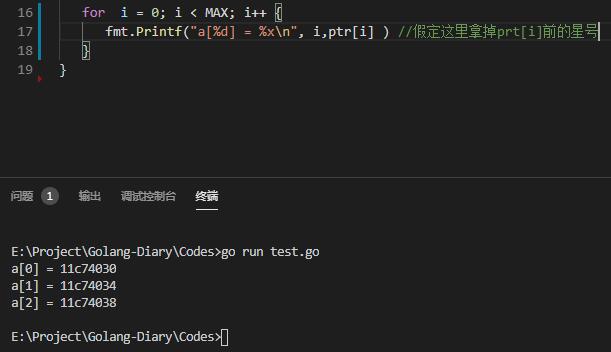 16 for i = 0; i < MAX; i++ {
17 fmt.Printf("a[%d] = %x\n", i,ptr[i] ) //假定这里拿掉prt[i]前的星号
18 }
19 }
问题 1 输出 调试控制台 终端
E:\Project\Golang-Diary\Codes>go run test.go
a[0] = 11c74030
a[1] = 11c74034
a[2] = 11c74038
E:\Project\Golang-Diary\Codes>